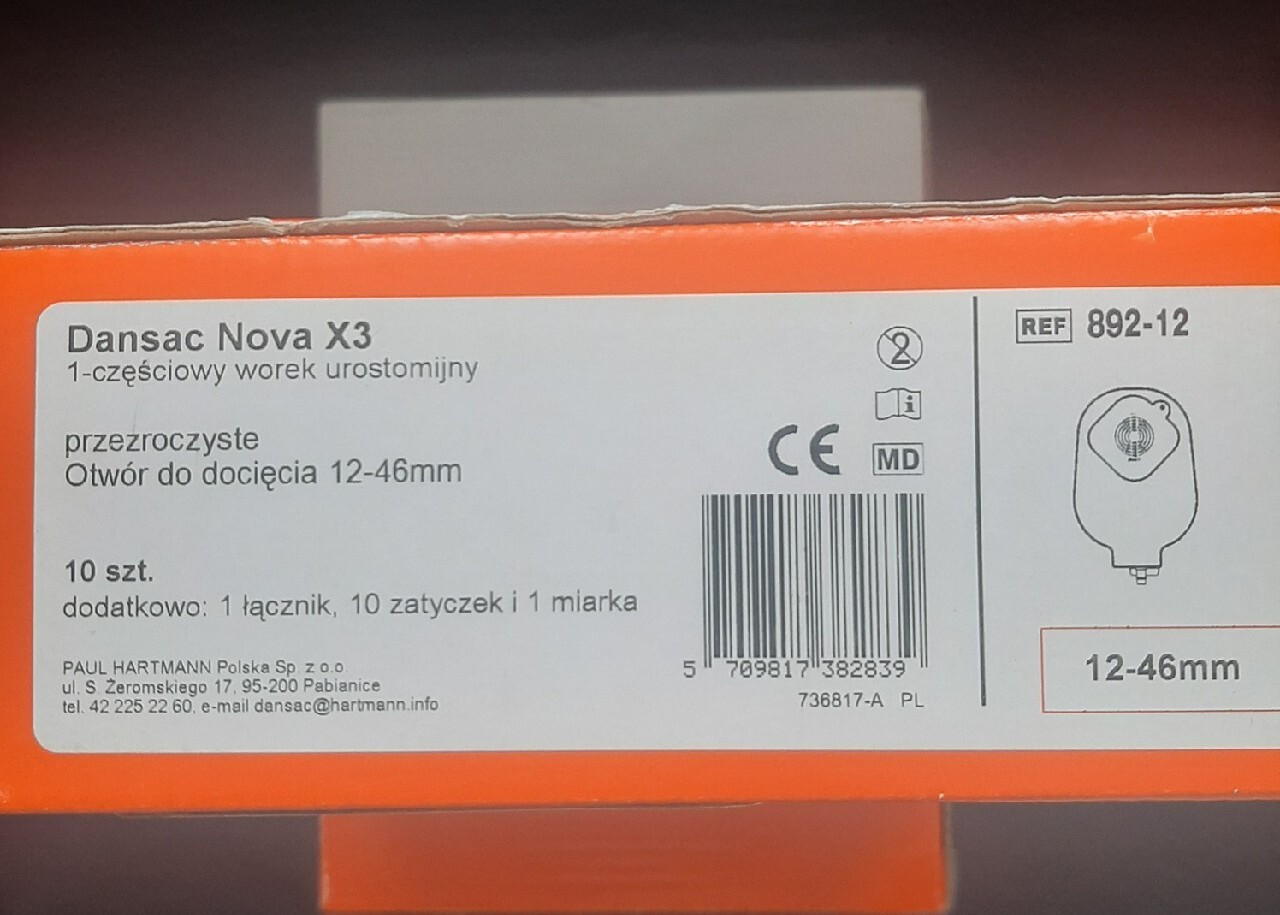 Dansac Nova X3
1-częściowy worek urostomijny
przezroczyste
Otwór do docięcia 12-46mm
10 szt.
dodatkowo: 1 łącznik, 10 zatyczek i 1 miarka
PAUL HARTMANN Polska Sp. z o.o.
ul. S. Żeromskiego 17, 95-200 Pabianice
tel. 42 225 22 60, e-mail dansac@hartmann.info
2
i
CE
MD
5 709817 382839
736817-A PL
REF 892-12
12-46mm